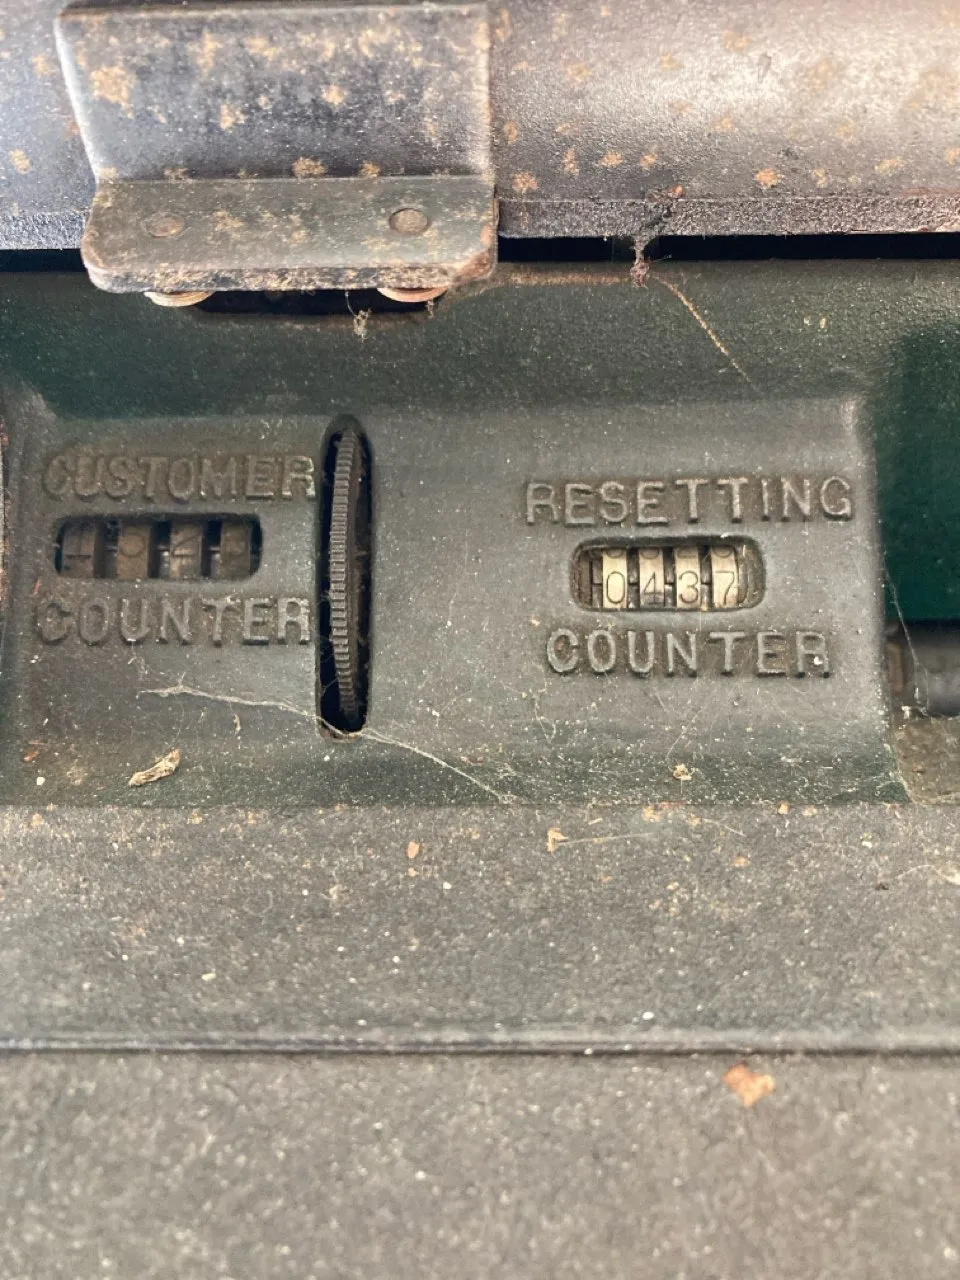 CUSTOMER
COUNTER
RESETTING
0437
COUNTER